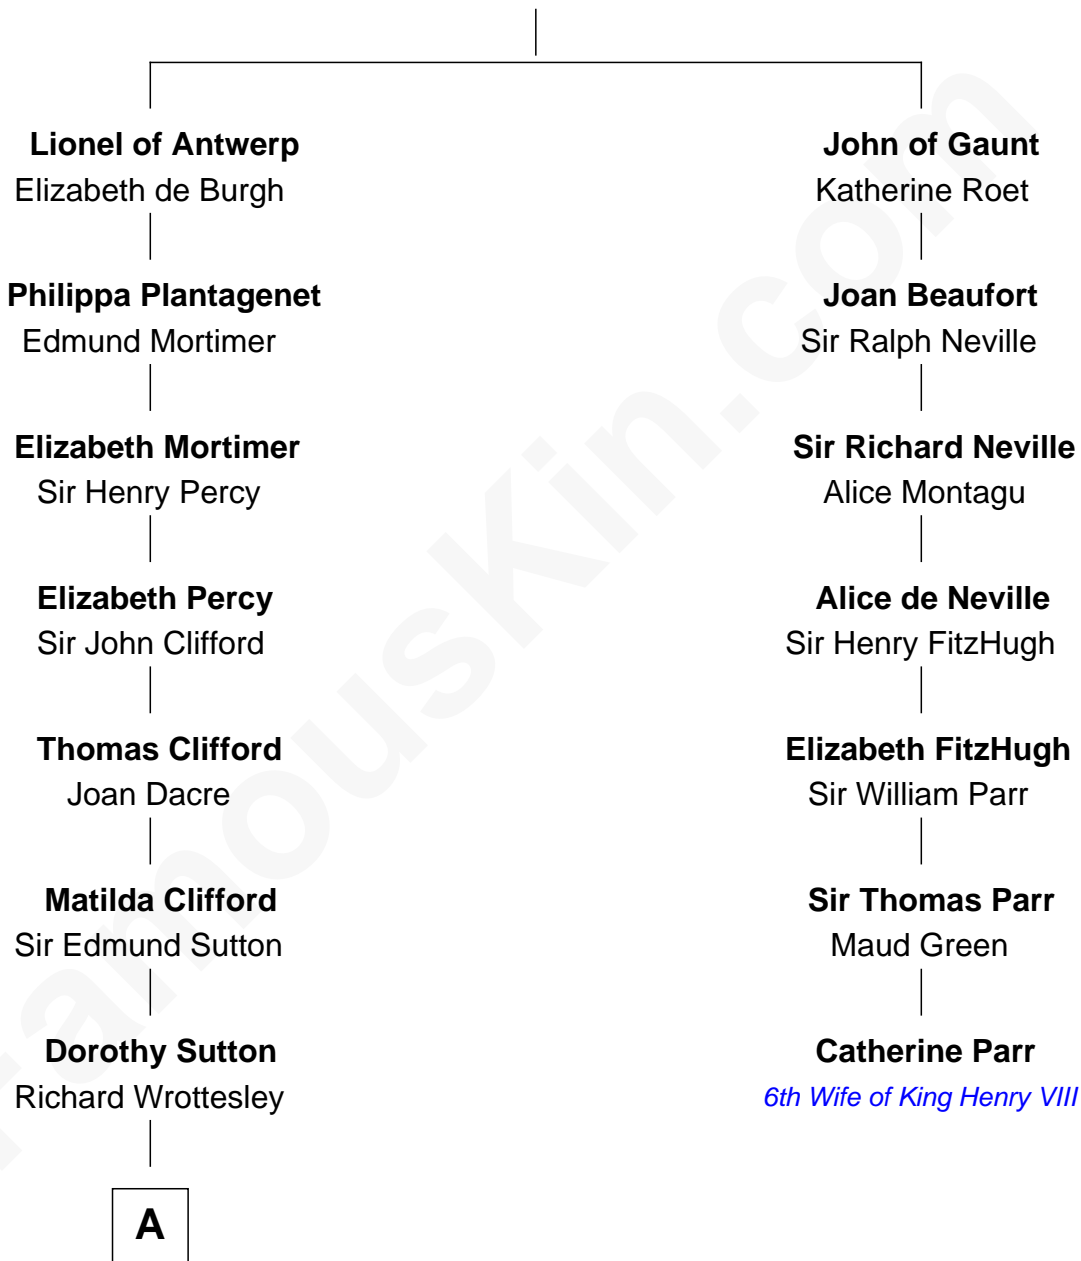 Lionel of Antwerp
Elizabeth de Burgh
Philippa Plantagenet
Edmund Mortimer
Elizabeth Mortimer
Sir Henry Percy
Elizabeth Percy
Sir John Clifford
Thomas Clifford
Joan Dacre
Matilda Clifford
Sir Edmund Sutton
Dorothy Sutton
Richard Wrottesley
A
John of Gaunt
Katherine Roet
Joan Beaufort
Sir Ralph Neville
Sir Richard Neville
Alice Montagu
Alice de Neville
Sir Henry FitzHugh
Elizabeth FitzHugh
Sir William Parr
Sir Thomas Parr
Maud Green
Catherine Parr
6th Wife of King Henry VIII
FamousKin.com